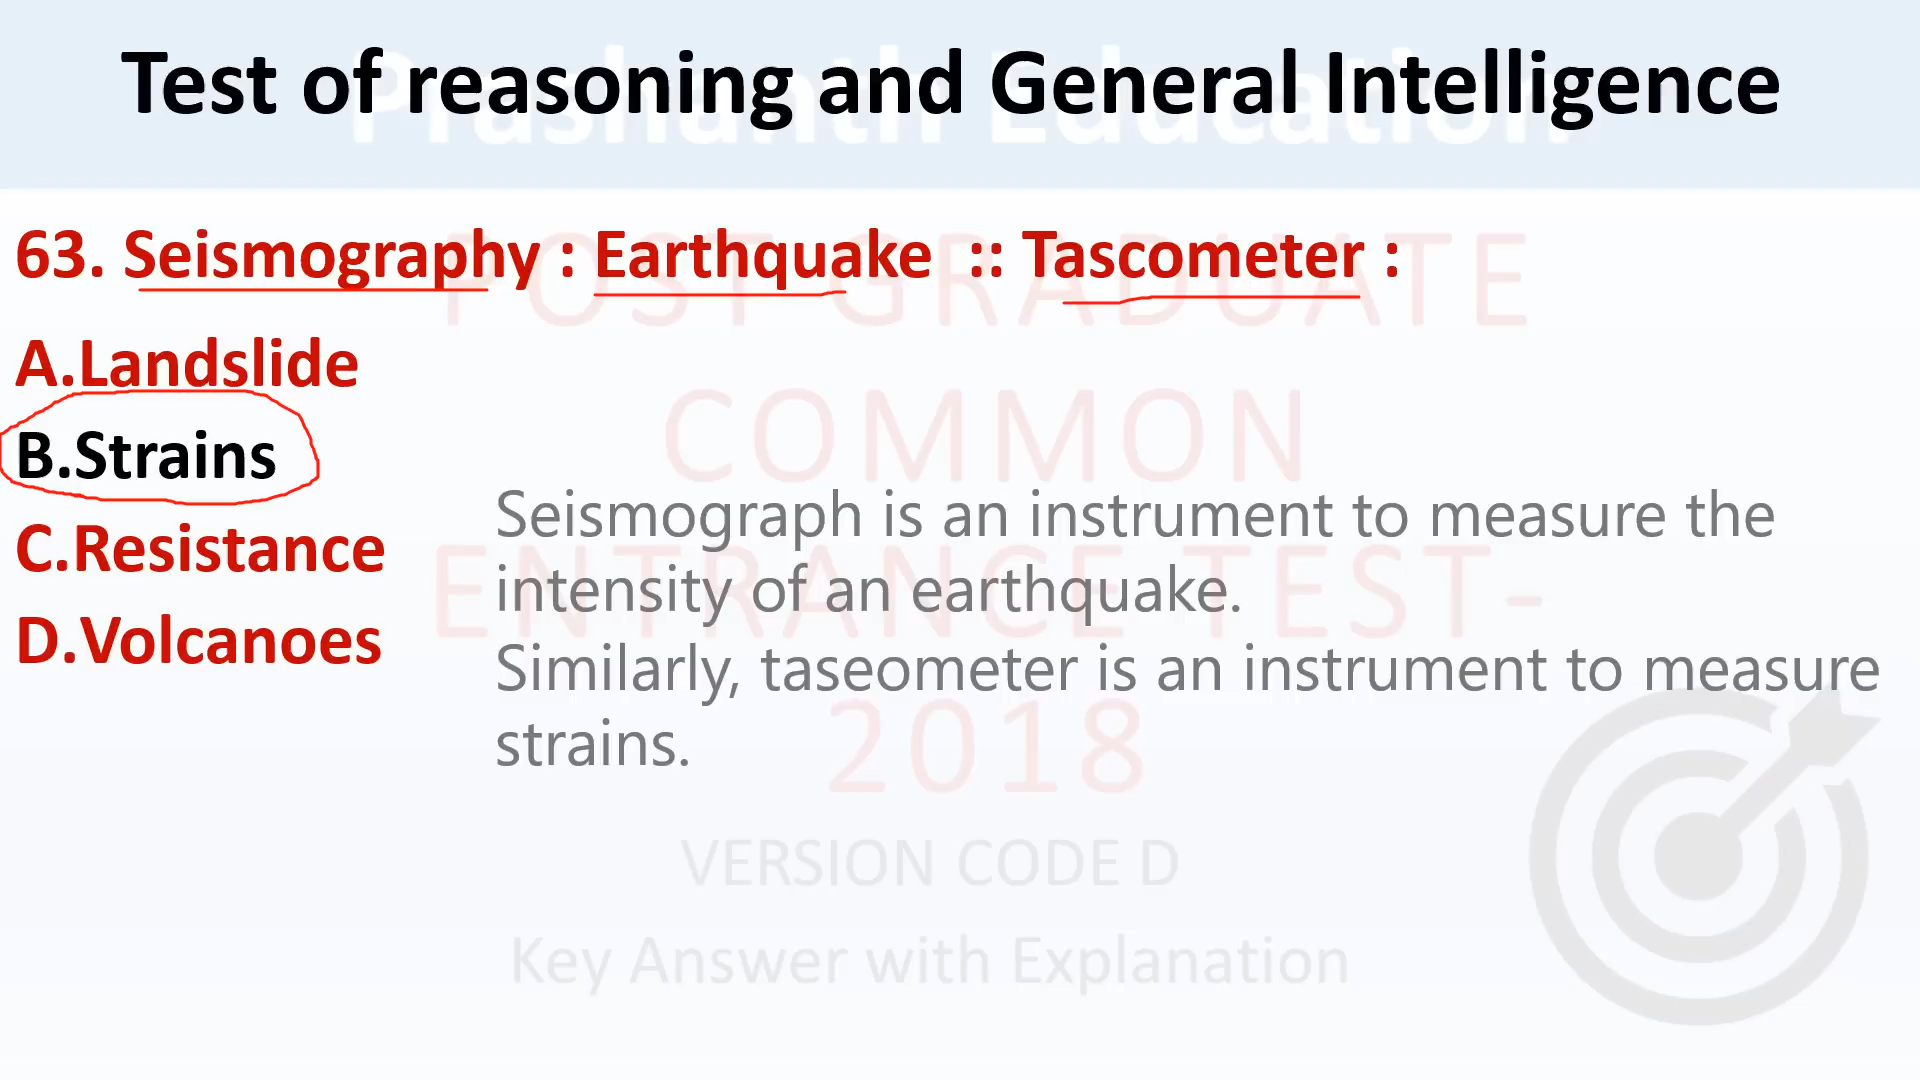 Test of reasoning and General Intelligence
Prashanth Education
63. Seismography : Earthquake :: Tascometer :
POST GRADUATE
A.Landslide
COMMON
B.Strains
Seismograph is an instrument to measure the
C.Resistance
ENTRANCE TEST-
intensity of an earthquake.
D.Volcanoes
Similarly, taseometer is an instrument to measure
2018
strains.
VERSION CODE D
Key Answer with Explanation